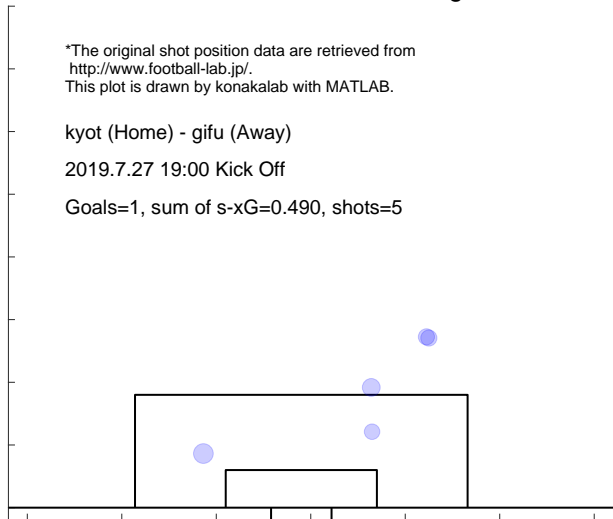 *The original shot position data are retrieved from
http://www.football-lab.jp/.
This plot is drawn by konakalab with MATLAB.
kyot (Home) - gifu (Away)
2019.7.27 19:00 Kick Off
Goals=1, sum of s-xG=0.490, shots=5